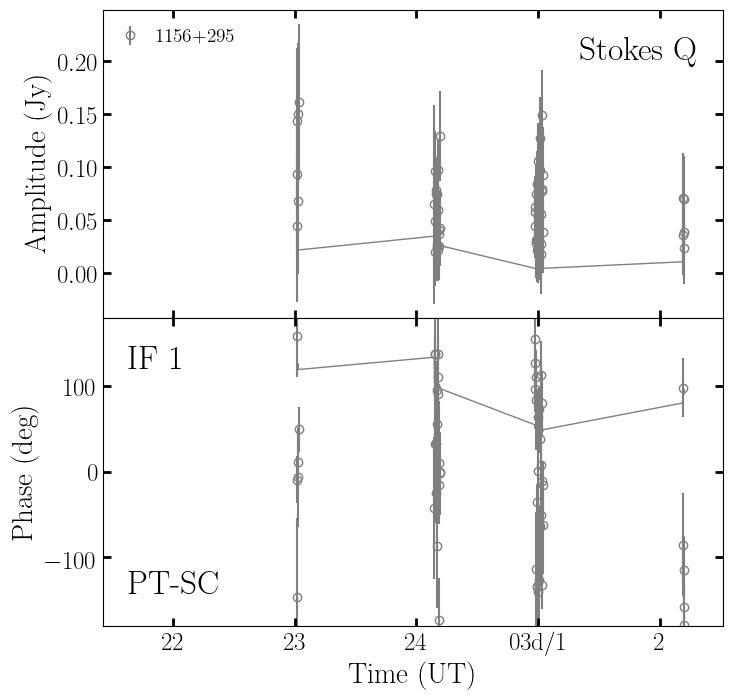 1156+295
Stokes Q
Amplitude (Jy)
0.20
0.15
0.10
0.05
0.00
IF 1
Phase (deg)
100
0
−100
PT-SC
22 23 24 03d/1 2
Time (UT)